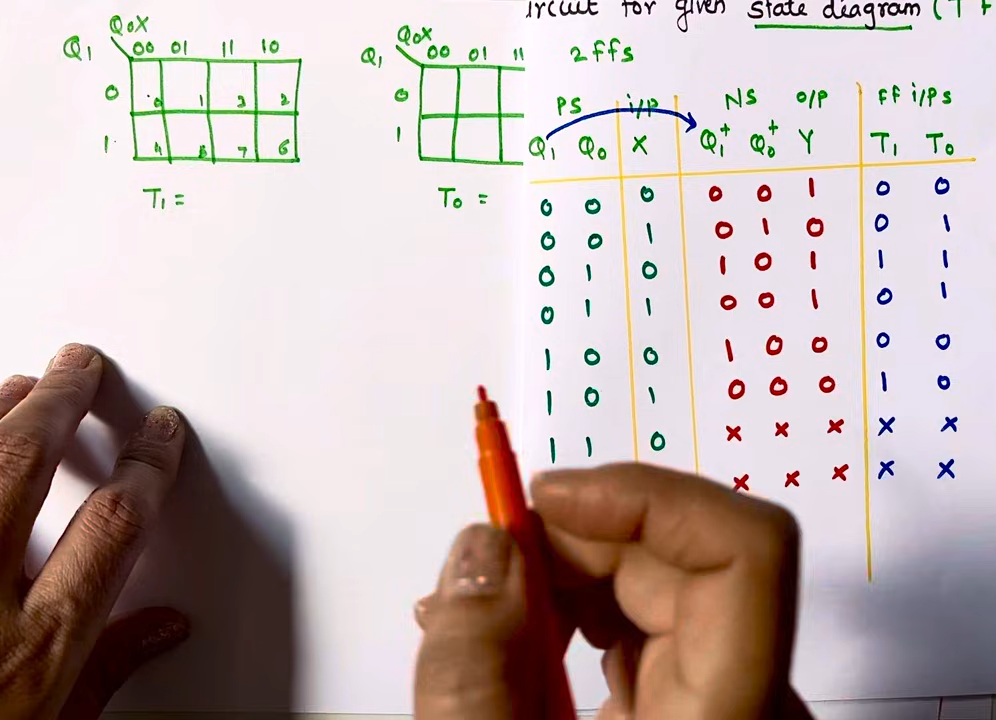 ircuit for given state diagram (T F
2 ffs
Q₁ Q₀X 00 01 11 10
0 0 1 3 2
1 4 5 7 6
T₁ =
Q₁ Q₀X 00 01 11
0
1
T₀ =
PS i/p NS O/P FF i/Ps
Q₁ Q₀ X Q₁⁺ Q₀⁺ Y T₁ T₀
0 0 0 0 0 1 0 0
0 0 1 0 1 0 0 1
0 1 0 1 0 1 1 1
0 1 1 0 0 1 0 1
1 0 0 1 0 0 0 0
1 0 1 0 0 0 1 0
1 1 0 x x x x x
x x x x x